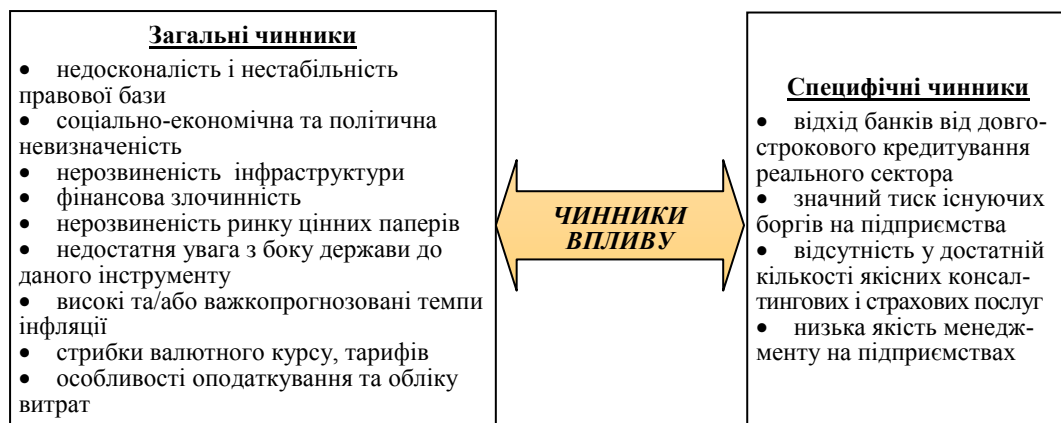 Загальні чинники
• недосконалість і нестабільність
правової бази
• соціально-економічна та політична
невизначеність
• нерозвиненість інфраструктури
• фінансова злочинність
• нерозвиненість ринку цінних паперів
• недостатня увага з боку держави до
даного інструменту
• високі та/або важкопрогнозовані темпи
інфляції
• стрибки валютного курсу, тарифів
• особливості оподаткування та обліку
витрат
ЧИННИКИ
ВПЛИВУ
Специфічні чинники
• відхід банків від довго-
строкового кредитування
реального сектора
• значний тиск існуючих
боргів на підприємства
• відсутність у достатній
кількості якісних консал-
тингових і страхових послуг
• низька якість менедж-
менту на підприємствах